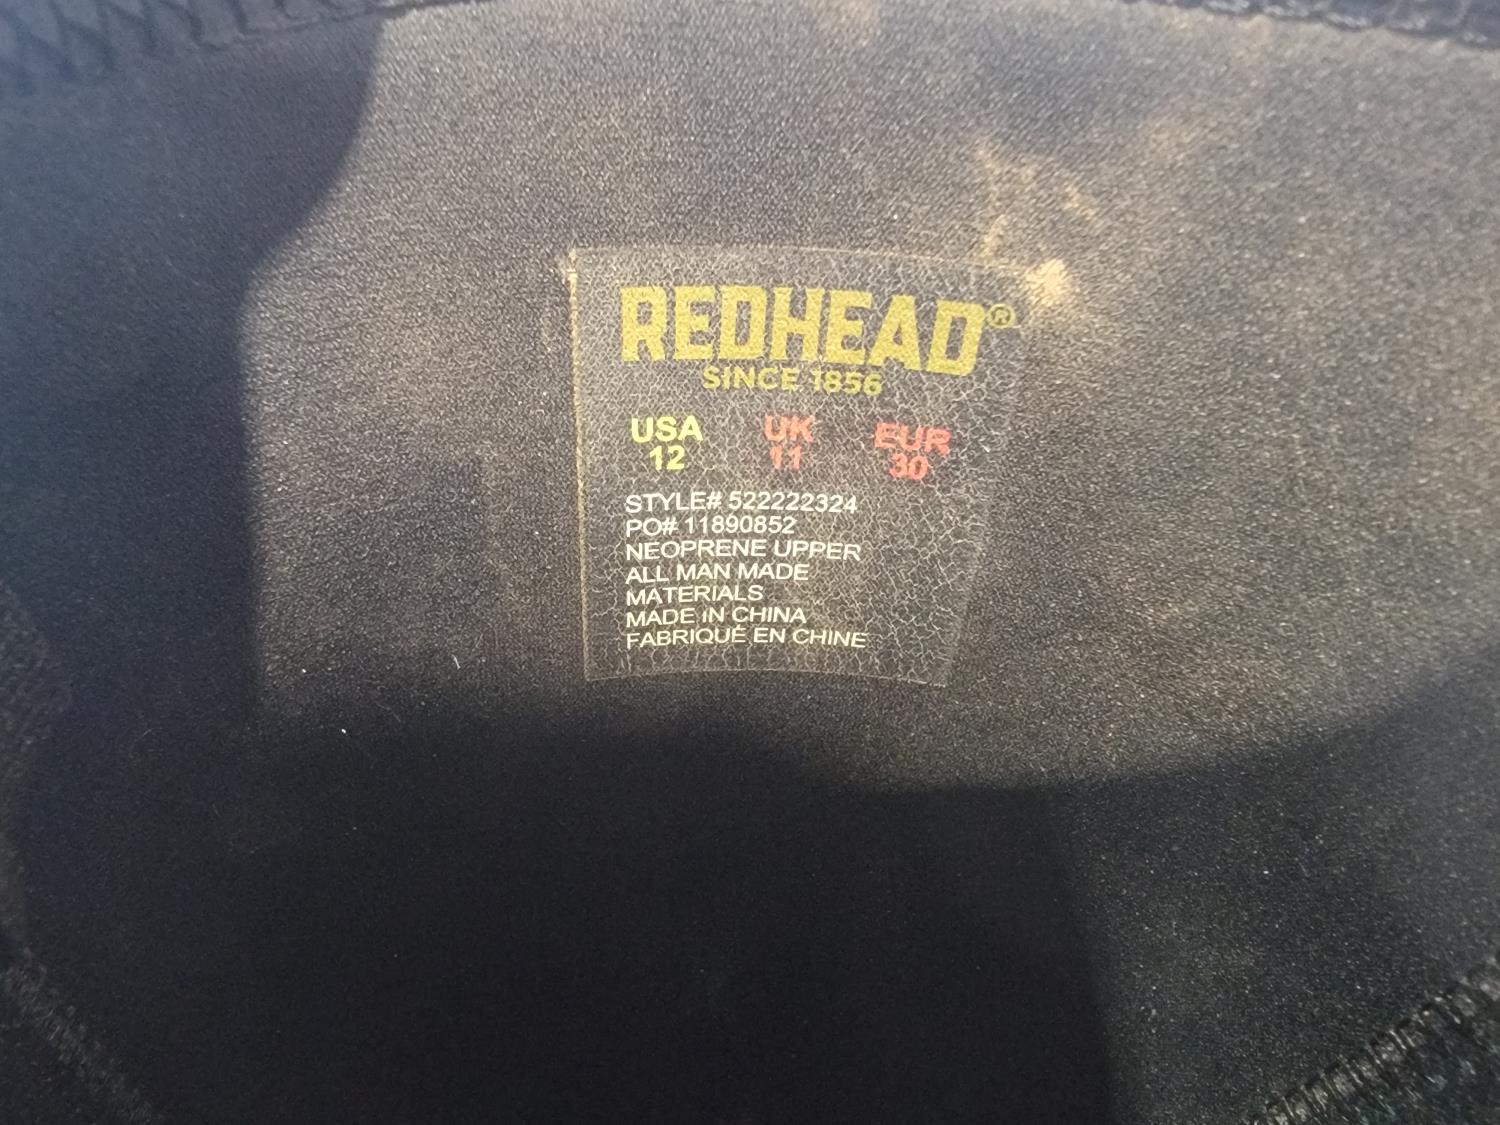 REDHEAD®
SINCE 1856
USA UK EUR
12 11 30
STYLE# 522222324
PO# 11890852
NEOPRENE UPPER
ALL MAN MADE
MATERIALS
MADE IN CHINA
FABRIQUÉ EN CHINE